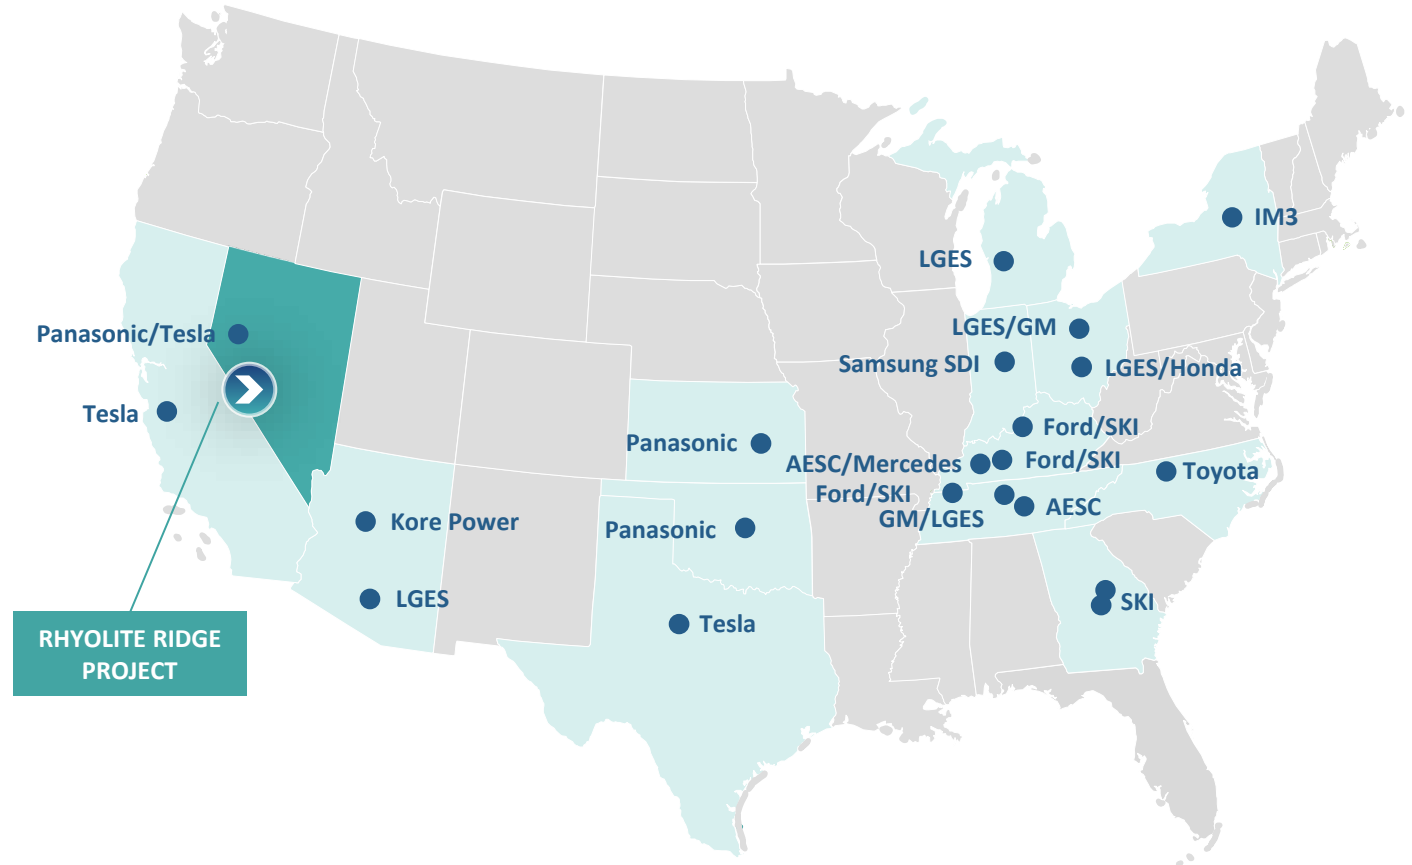 IM3
LGES
LGES/GM
Panasonic/Tesla
Samsung SDI
LGES/Honda
Tesla
Ford/SKI
Panasonic
AESC/Mercedes
Ford/SKI
Toyota
Ford/SKI
GM/LGES
AESC
Kore Power
Panasonic
LGES
SKI
Tesla
RHYOLITE RIDGE
PROJECT